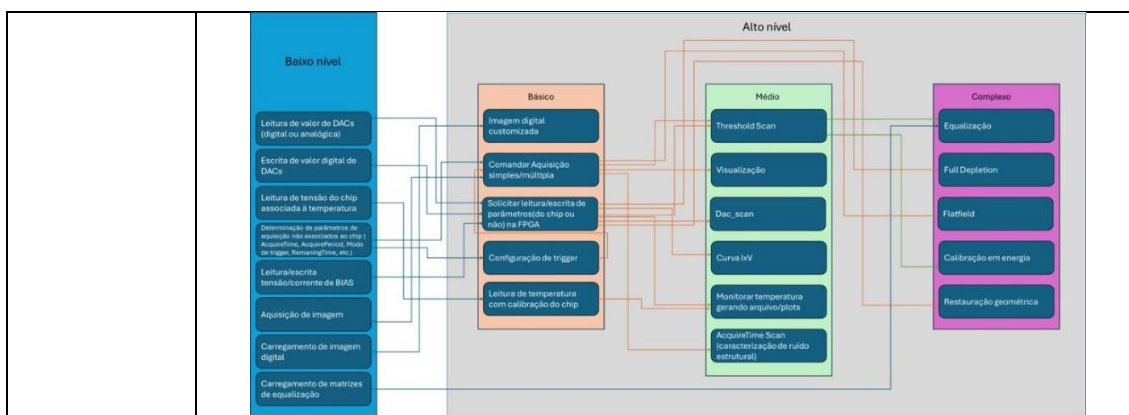 Alto nível
Baixo nível
Leitura de valor de DACs
(digital ou analógica)
Escrita de valor digital de
DACs
Leitura de tensão do chip
associada à temperatura
Determinação de parâmetros de
aquisição não associados ao chip (
AcquireTime, AcquirePeriod, Modo
de trigger, RemaningTime, etc.)
Leitura/escrita
tensão/corrente de BIAS
Aquisição de imagem
Carregamento de imagem
digital
Carregamento de matrizes
de equalização
Básico
Imagem digital
customizada
Comandar Aquisição
simples/múltipla
Solicitar leitura/escrita de
parâmetros(do chip ou
não) na FPGA
Configuração de trigger
Leitura de temperatura
com calibração do chip
Médio
Threshold Scan
Visualização
Dac_scan
Curva IxV
Monitorar temperatura
gerando arquivo/plots
AcquireTime Scan
(caracterização de ruído
estrutural)
Complexo
Equalização
Full Depletion
Flatfield
Calibração em energia
Restauração geométrica